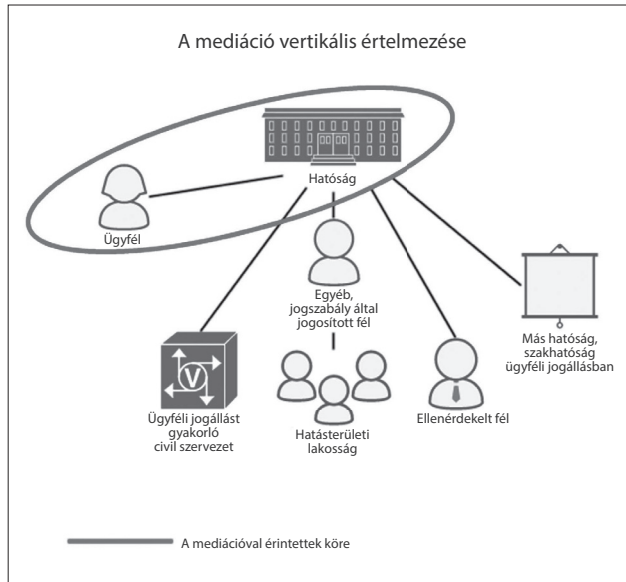 A mediáció vertikális értelmezése
Hatóság
Ügyfél
Egyéb,
jogszabály által
jogosított fél
Más hatóság,
szakhatóság
ügyféli jogállásban
V
Ügyféli jogállást
gyakorló
civil szervezet
Hatásterületi
lakosság
Ellenérdekelt fél
A mediációval érintettek köre